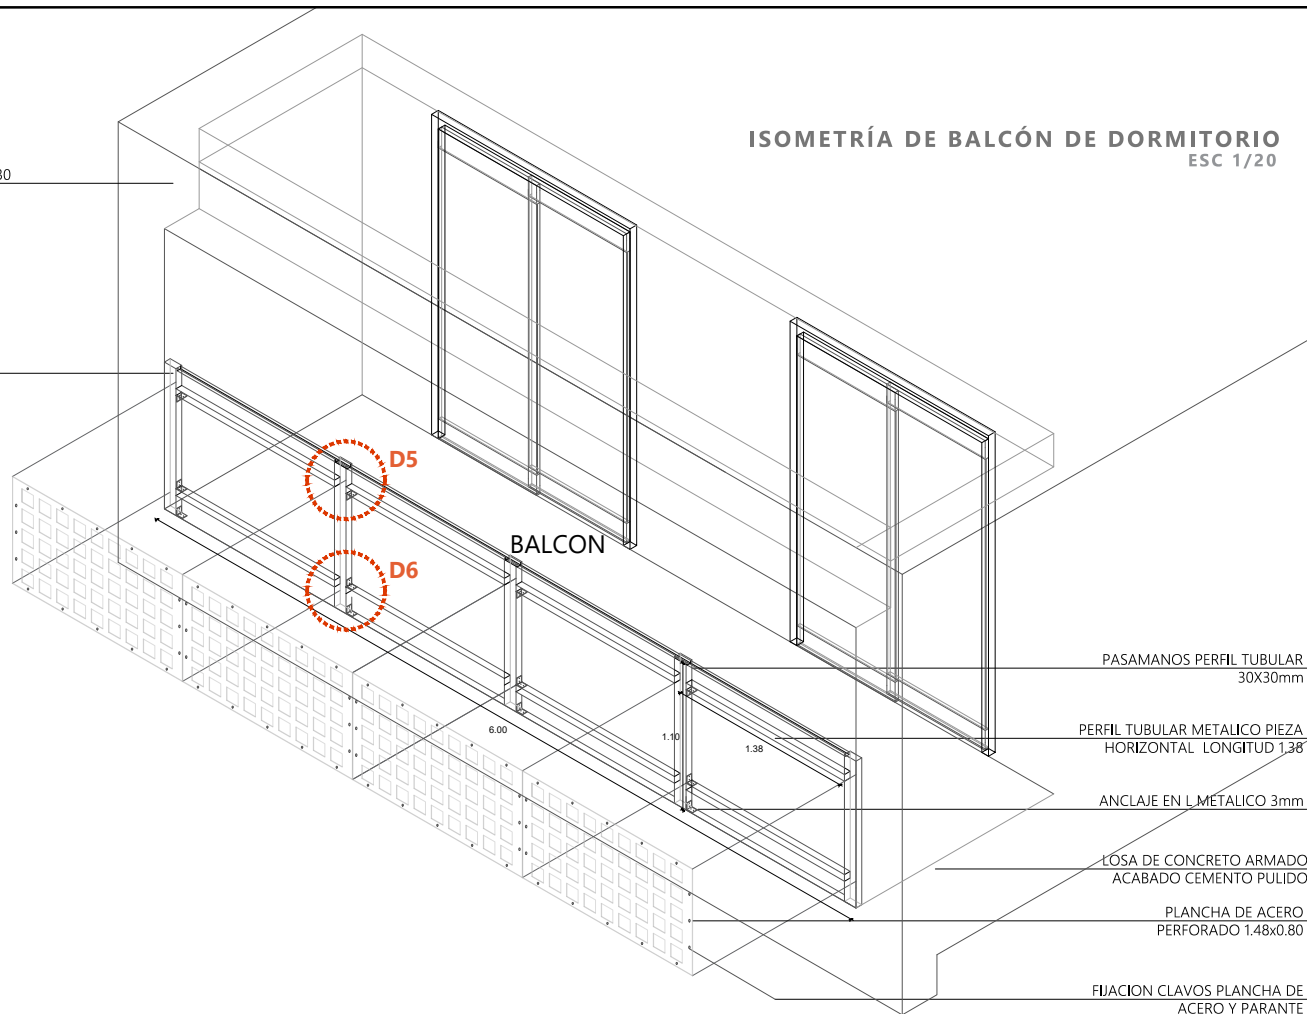 ISOMETRÍA DE BALCÓN DE DORMITORIO
ESC 1/20
D5
BALCON
D6
6.00
1.10
1.38
PASAMANOS PERFIL TUBULAR
30X30mm
PERFIL TUBULAR METALICO PIEZA
HORIZONTAL LONGITUD 1.38
ANCLAJE EN L METALICO 3mm
LOSA DE CONCRETO ARMADO
ACABADO CEMENTO PULIDO
PLANCHA DE ACERO
PERFORADO 1.48x0.80
FIJACION CLAVOS PLANCHA DE
ACERO Y PARANTE